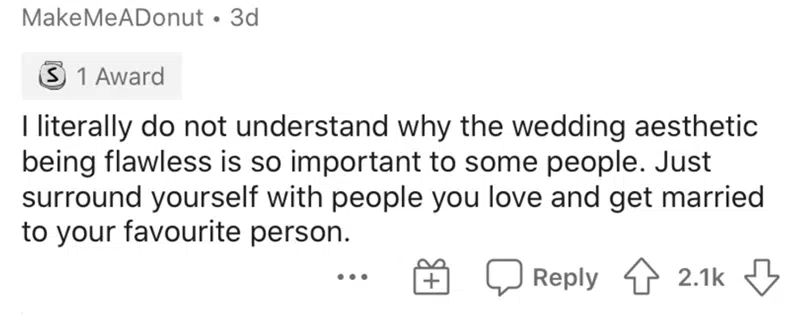 MakeMeADonut • 3d
S 1 Award
I literally do not understand why the wedding aesthetic
being flawless is so important to some people. Just
surround yourself with people you love and get married
to your favourite person.
... Reply 2.1k